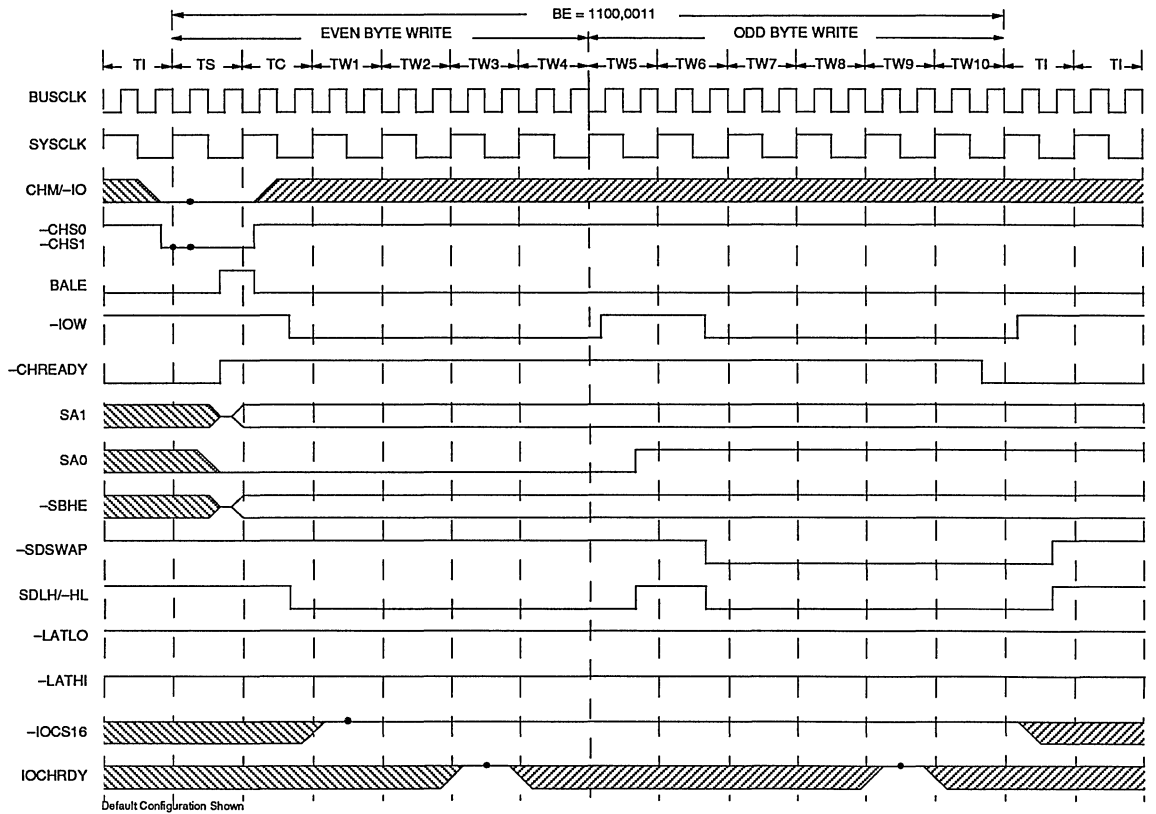 BE = 1100,0011
EVEN BYTE WRITE ODD BYTE WRITE
TI TS TC TW1 TW2 TW3 TW4 TW5 TW6 TW7 TW8 TW9 TW10 TI TI
BUSCLK
SYSCLK
CHM/–IO
–CHS0
–CHS1
BALE
–IOW
–CHREADY
SA1
SA0
–SBHE
–SDSWAP
SDLH/–HL
–LATLO
–LATHI
–IOCS16
IOCHRDY
Default Configuration Shown